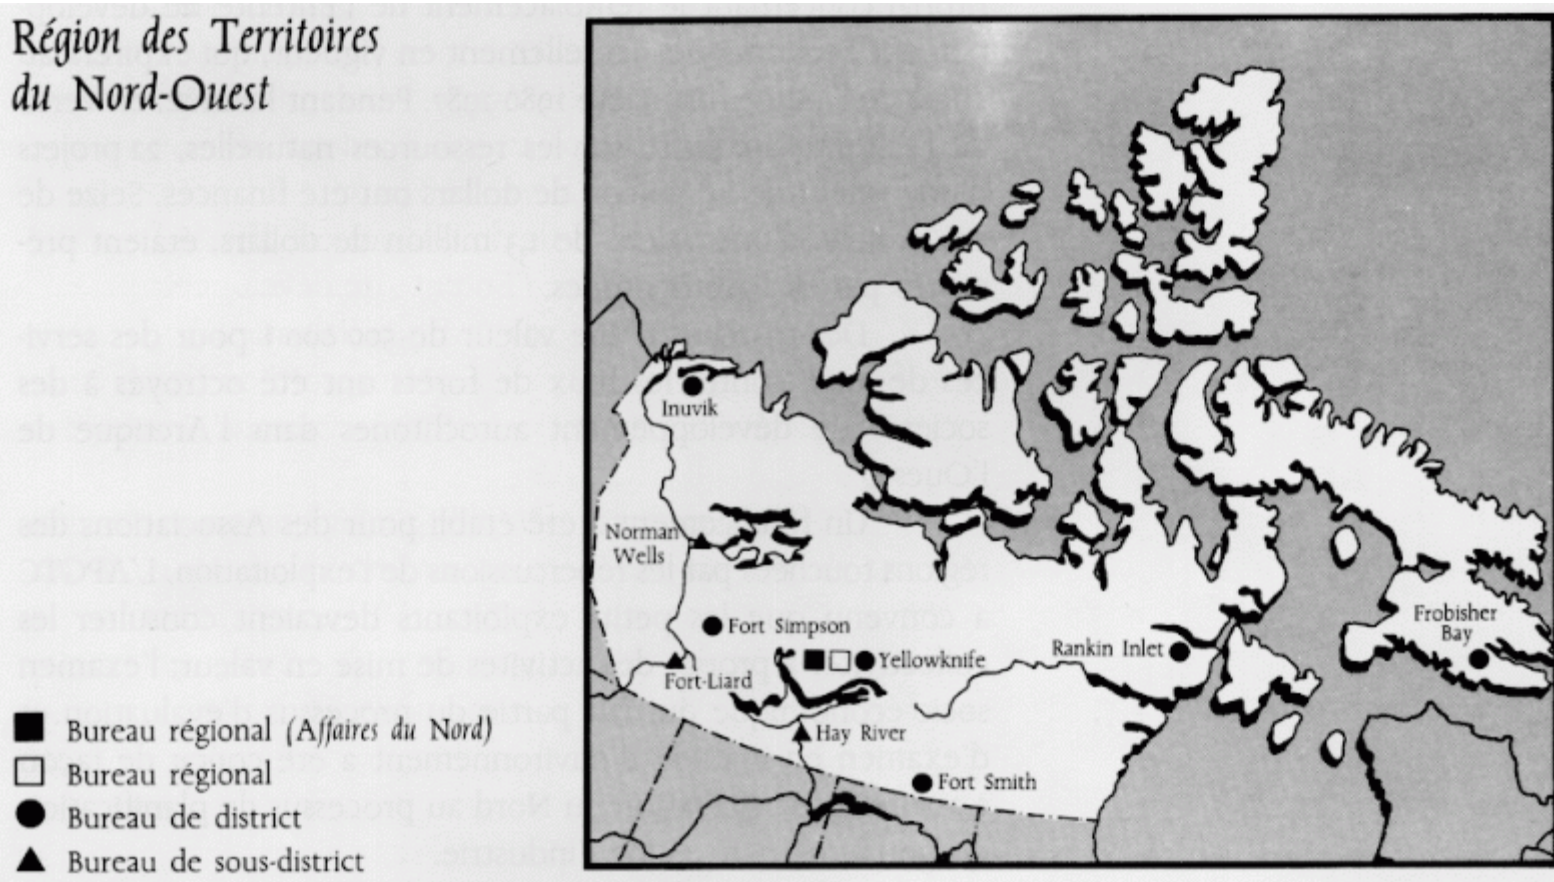 Région des Territoires
du Nord-Ouest
Inuvik
Norman
Wells
Fort Simpson
Yellowknife
Fort-Liard
Hay River
Fort Smith
Rankin Inlet
Frobisher
Bay
Bureau régional (Affaires du Nord)
Bureau régional
Bureau de district
Bureau de sous-district